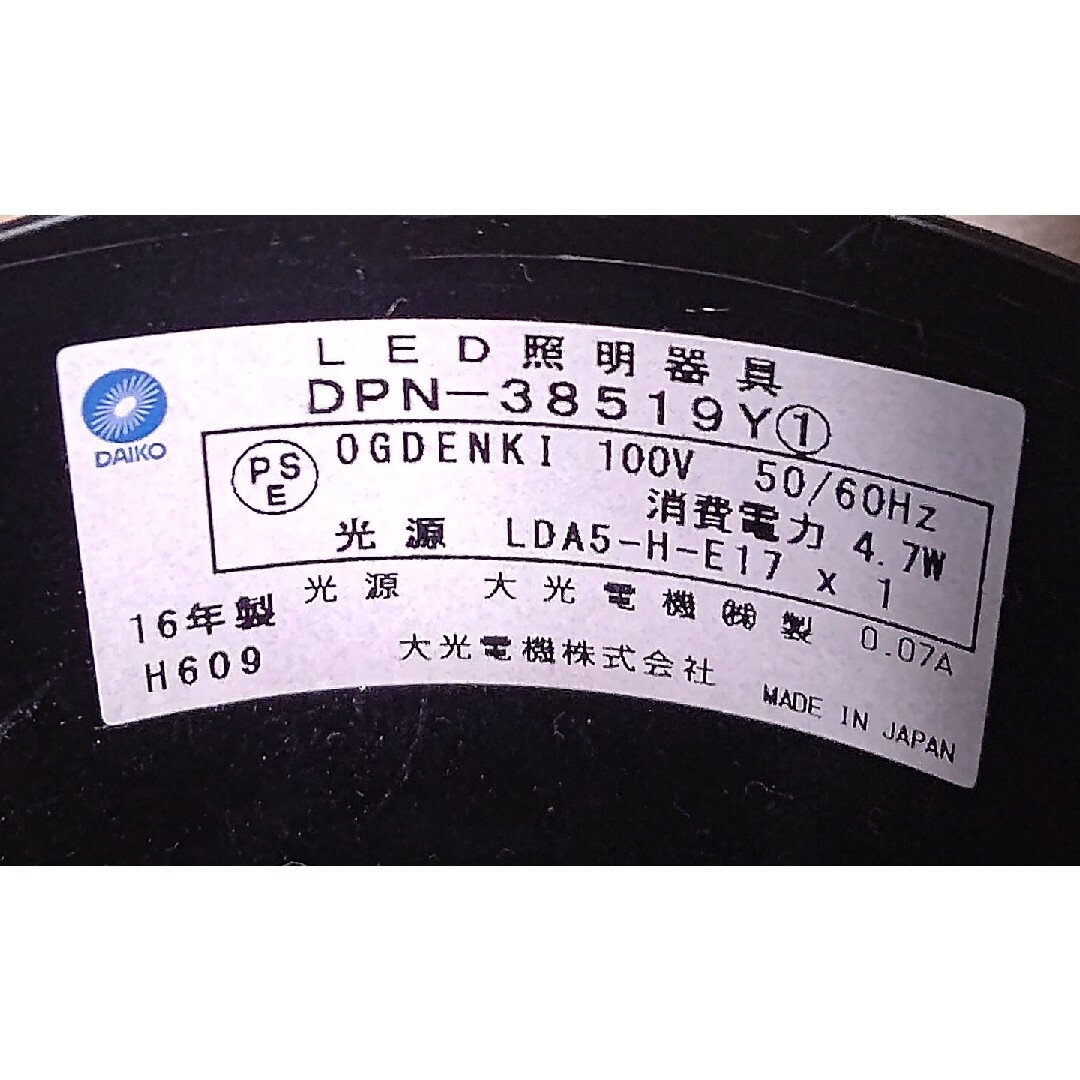 LED照明器具
DPN-38519Y①
DAIKO
PSE OGDENKI 100V 50/60Hz
消費電力 4.7W
光源 LDA5-H-E17 x 1
光源 大光電機㈱製 0.07A
16年製
H609
大光電機株式会社
MADE IN JAPAN